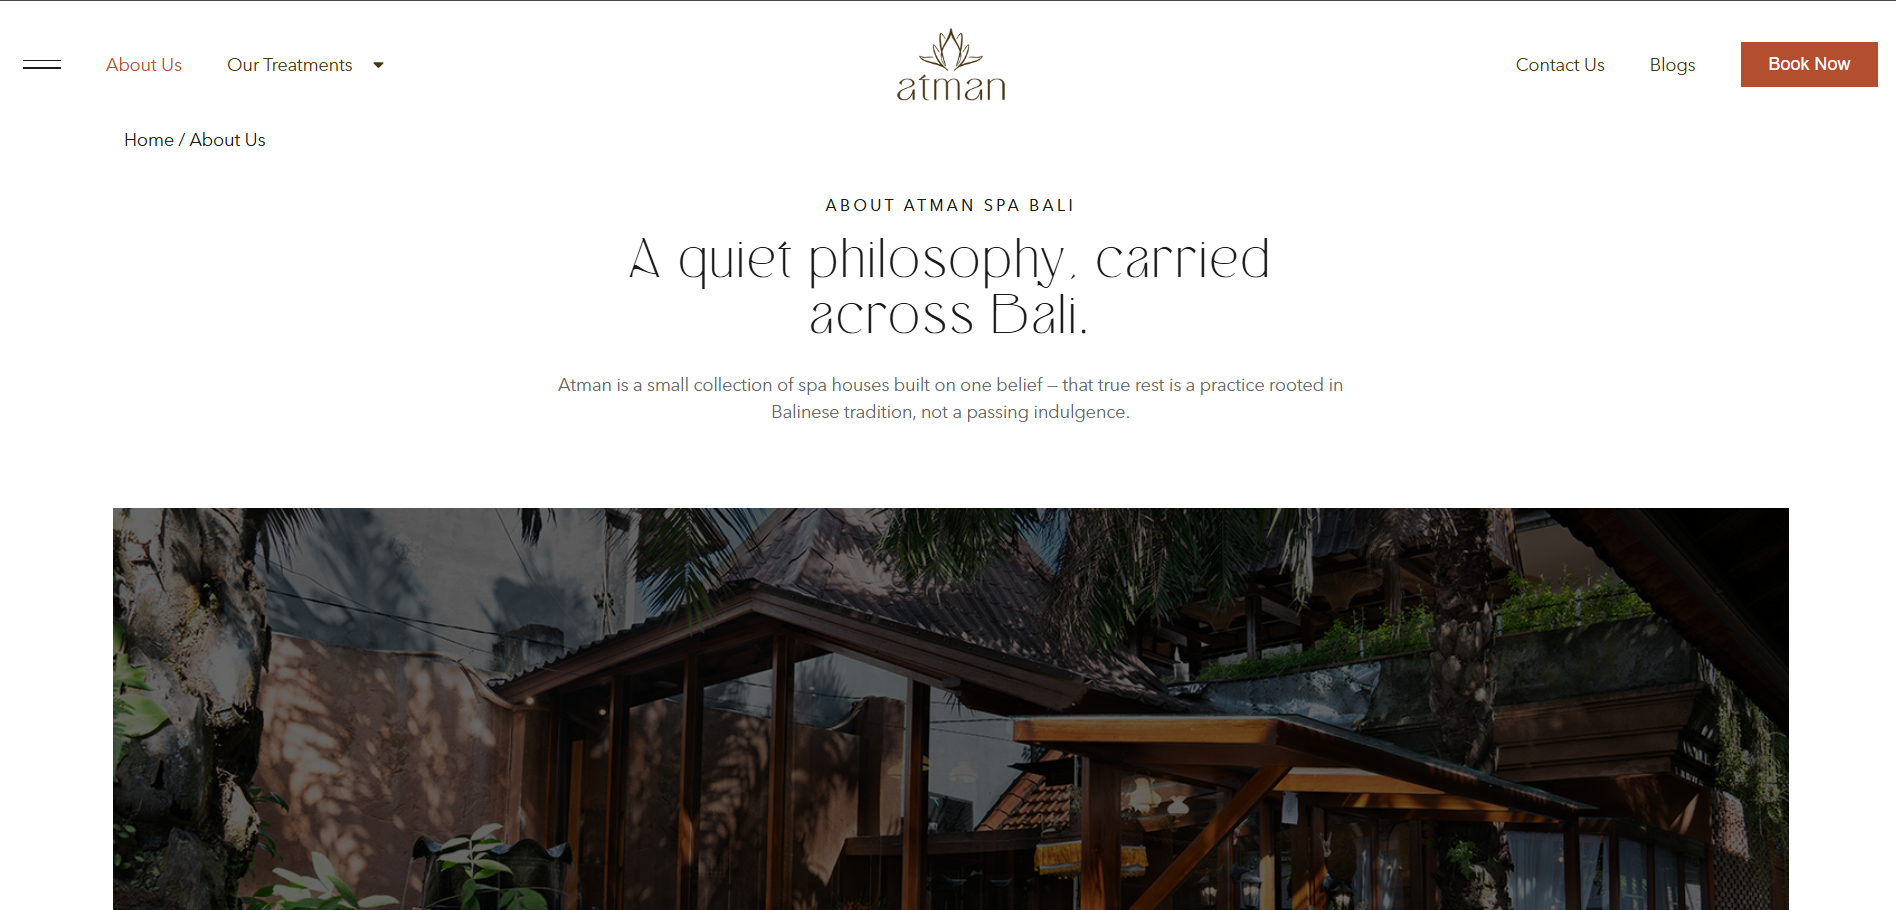 About Us
Our Treatments
atman
Contact Us
Blogs
Book Now
Home / About Us
ABOUT ATMAN SPA BALI
A quiet philosophy, carried
across Bali.
Atman is a small collection of spa houses built on one belief – that true rest is a practice rooted in
Balinese tradition, not a passing indulgence.